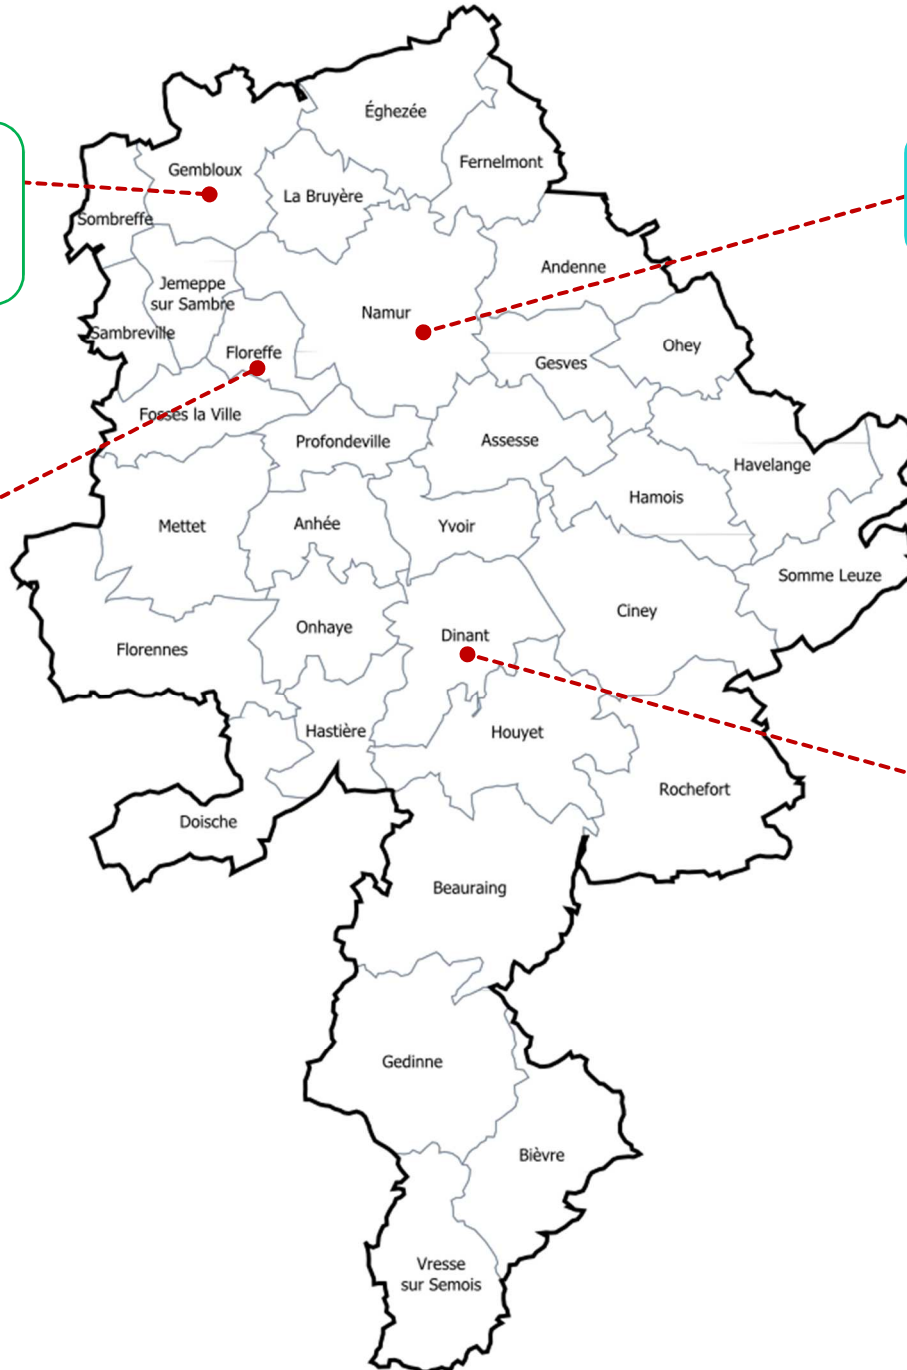 Éghezée
Fernelmont
Gembloux
La Bruyère
Sombreffe
Andenne
Jemeppe
sur Sambre
Namur
Sambreville
Ohey
Floreffe
Gesves
Fosses la Ville
Profondeville
Assesse
Havelange
Hamois
Mettet
Anhée
Yvoir
Somme Leuze
Ciney
Onhaye
Dinant
Florennes
Hastière
Houyet
Rochefort
Doische
Beauraing
Gedinne
Bièvre
Vresse
sur Semois